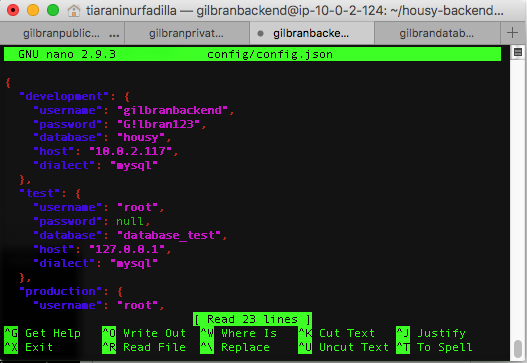 tiaraninurfadilla — gilbranbackend@ip-10-0-2-124: ~/housy-backend...
gilbranpublic... ...
gilbranprivat...
gilbranbacke...
gilbrandatab...
GNU nano 2.9.3 config/config.json
{
"development": {
"username": "gilbranbackend",
"password": "G!lbran123",
"database": "housy",
"host": "10.0.2.117",
"dialect": "mysql"
},
"test": {
"username": "root",
"password": null,
"database": "database_test",
"host": "127.0.0.1",
"dialect": "mysql"
},
"production": {
"username": "root",
[ Read 23 lines ]
^G Get Help ^O Write Out ^W Where Is ^K Cut Text ^J Justify
^X Exit ^R Read File ^\ Replace ^U Uncut Text ^T To Spell